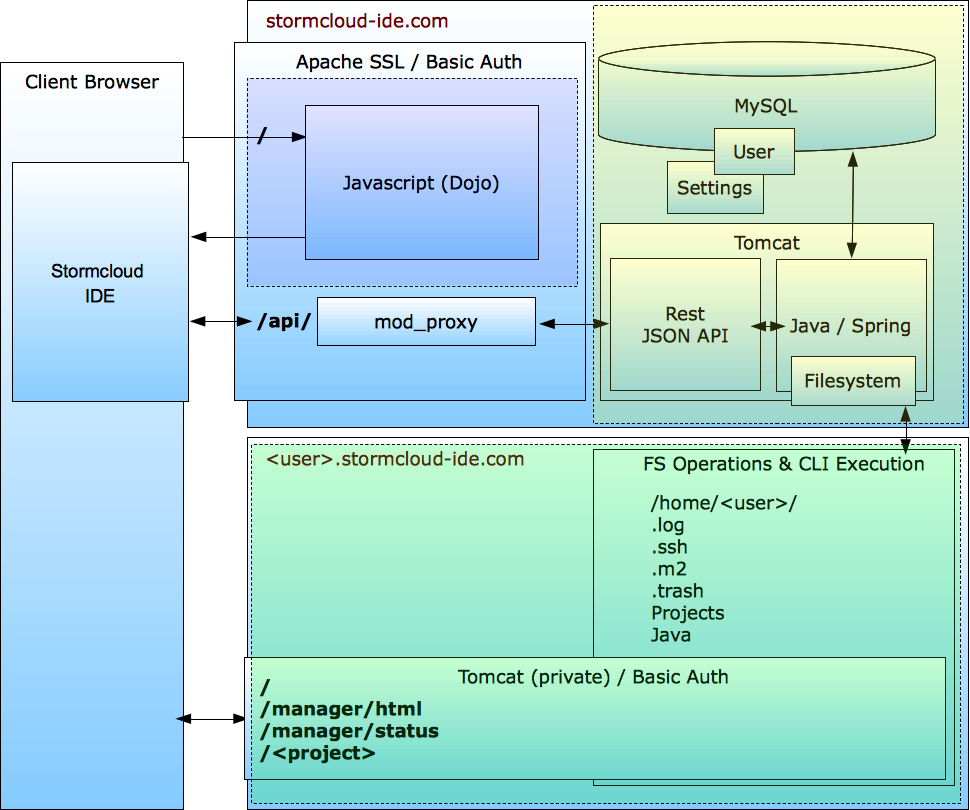 stormcloud-ide.com
Client Browser
Apache SSL / Basic Auth
/
Javascript (Dojo)
Stormcloud
IDE
/api/
mod_proxy
MySQL
User
Settings
Tomcat
Rest
JSON API
Java / Spring
Filesystem
<user>.stormcloud-ide.com
FS Operations & CLI Execution
/home/<user>/
.log
.ssh
.m2
.trash
Projects
Java
Tomcat (private) / Basic Auth
/
/manager/html
/manager/status
/<project>